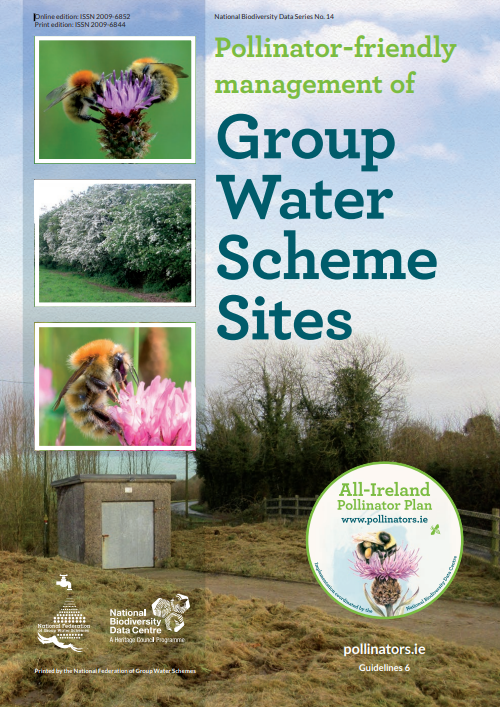 Online edition: ISSN 2009-6852
Print edition: ISSN 2009-6844
National Biodiversity Data Series No. 14
Pollinator-friendly
management of
Group
Water
Scheme
Sites
All-Ireland
Pollinator Plan
www.pollinators.ie
Implementation coordinated by the
National Biodiversity Data Centre
National Federation
of Group Water Schemes
National
Biodiversity
Data Centre
A Heritage Council Programme
Printed by the National Federation of Group Water Schemes
pollinators.ie
Guidelines 6